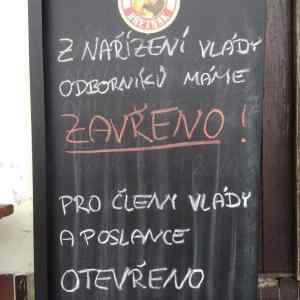 Z NAŘÍZENÍ VLÁDY
ODBORNÍKŮ MÁME
ZAVŘENO!
PRO ČLENY VLÁDY
A POSLANCE
OTEVŘENO